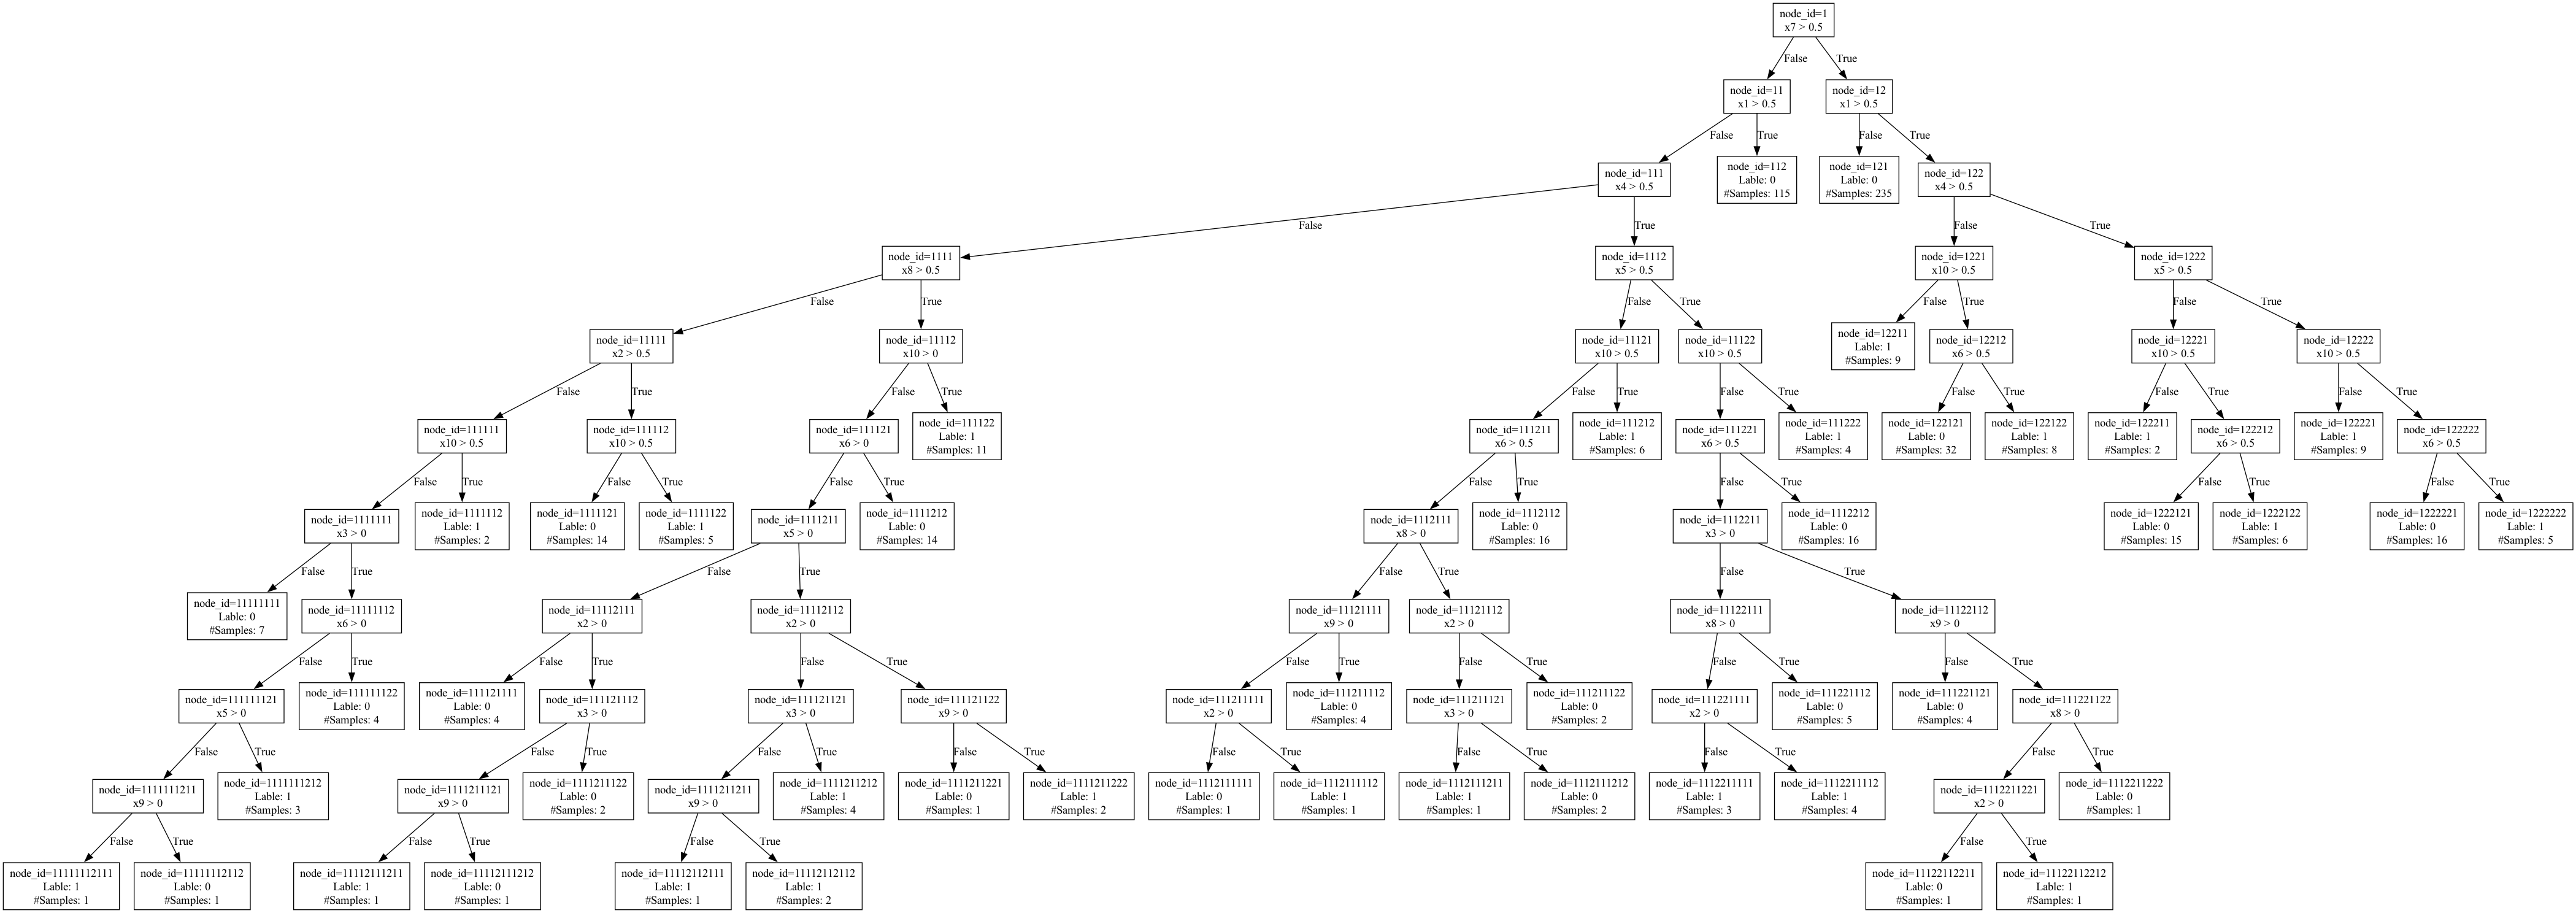 node_id=1
x7 > 0.5
False
True
node_id=11
x1 > 0.5
node_id=12
x1 > 0.5
False
True
False
True
node_id=111
x4 > 0.5
node_id=112
Lable: 0
#Samples: 115
node_id=121
Lable: 0
#Samples: 235
node_id=122
x4 > 0.5
False
True
False
True
node_id=1111
x8 > 0.5
node_id=1112
x5 > 0.5
node_id=1221
x10 > 0.5
node_id=1222
x5 > 0.5
False
True
False
True
False
True
False
True
node_id=11111
x2 > 0.5
node_id=11112
x10 > 0
node_id=11121
x10 > 0.5
node_id=11122
x10 > 0.5
node_id=12211
Lable: 1
#Samples: 9
node_id=12212
x6 > 0.5
node_id=12221
x10 > 0.5
node_id=12222
x10 > 0.5
False
True
False
True
False
True
False
True
False
True
False
True
False
True
node_id=111111
x10 > 0.5
node_id=111112
x10 > 0.5
node_id=111121
x6 > 0
node_id=111122
Lable: 1
#Samples: 11
node_id=111211
x6 > 0.5
node_id=111212
Lable: 1
#Samples: 6
node_id=111221
x6 > 0.5
node_id=111222
Lable: 1
#Samples: 4
node_id=122121
Lable: 0
#Samples: 32
node_id=122122
Lable: 1
#Samples: 8
node_id=122211
Lable: 1
#Samples: 2
node_id=122212
x6 > 0.5
node_id=122221
Lable: 1
#Samples: 9
node_id=122222
x6 > 0.5
False
True
False
True
False
True
False
True
False
True
False
True
False
True
node_id=1111111
x3 > 0
node_id=1111112
Lable: 1
#Samples: 2
node_id=1111121
Lable: 0
#Samples: 14
node_id=1111122
Lable: 1
#Samples: 5
node_id=1111211
x5 > 0
node_id=1111212
Lable: 0
#Samples: 14
node_id=1112111
x8 > 0
node_id=1112112
Lable: 0
#Samples: 16
node_id=1112211
x3 > 0
node_id=1112212
Lable: 0
#Samples: 16
node_id=1222121
Lable: 0
#Samples: 15
node_id=1222122
Lable: 1
#Samples: 6
node_id=1222221
Lable: 0
#Samples: 16
node_id=1222222
Lable: 1
#Samples: 5
False
True
False
True
False
True
False
True
node_id=11111111
Lable: 0
#Samples: 7
node_id=11111112
x6 > 0
node_id=11112111
x2 > 0
node_id=11112112
x2 > 0
node_id=11121111
x9 > 0
node_id=11121112
x2 > 0
node_id=11122111
x8 > 0
node_id=11122112
x9 > 0
False
True
False
True
False
True
False
True
False
True
False
True
False
True
node_id=111111121
x5 > 0
node_id=111111122
Lable: 0
#Samples: 4
node_id=111121111
Lable: 0
#Samples: 4
node_id=111121112
x3 > 0
node_id=111121121
x3 > 0
node_id=111121122
x9 > 0
node_id=111211111
x2 > 0
node_id=111211112
Lable: 0
#Samples: 4
node_id=111211121
x3 > 0
node_id=111211122
Lable: 0
#Samples: 2
node_id=111221111
x2 > 0
node_id=111221112
Lable: 0
#Samples: 5
node_id=111221121
Lable: 0
#Samples: 4
node_id=111221122
x8 > 0
False
True
False
True
False
True
False
True
False
True
False
True
False
True
False
True
node_id=1111111211
x9 > 0
node_id=1111111212
Lable: 1
#Samples: 3
node_id=1111211121
x9 > 0
node_id=1111211122
Lable: 0
#Samples: 2
node_id=1111211211
x9 > 0
node_id=1111211212
Lable: 1
#Samples: 4
node_id=1111211221
Lable: 0
#Samples: 1
node_id=1111211222
Lable: 1
#Samples: 2
node_id=1112111111
Lable: 0
#Samples: 1
node_id=1112111112
Lable: 1
#Samples: 1
node_id=1112111211
Lable: 1
#Samples: 1
node_id=1112111212
Lable: 0
#Samples: 2
node_id=1112211111
Lable: 1
#Samples: 3
node_id=1112211112
Lable: 1
#Samples: 4
node_id=1112211221
x2 > 0
node_id=1112211222
Lable: 0
#Samples: 1
False
True
False
True
False
True
False
True
node_id=11111112111
Lable: 1
#Samples: 1
node_id=11111112112
Lable: 0
#Samples: 1
node_id=11112111211
Lable: 1
#Samples: 1
node_id=11112111212
Lable: 0
#Samples: 1
node_id=11112112111
Lable: 1
#Samples: 1
node_id=11112112112
Lable: 1
#Samples: 2
node_id=11122112211
Lable: 0
#Samples: 1
node_id=11122112212
Lable: 1
#Samples: 1